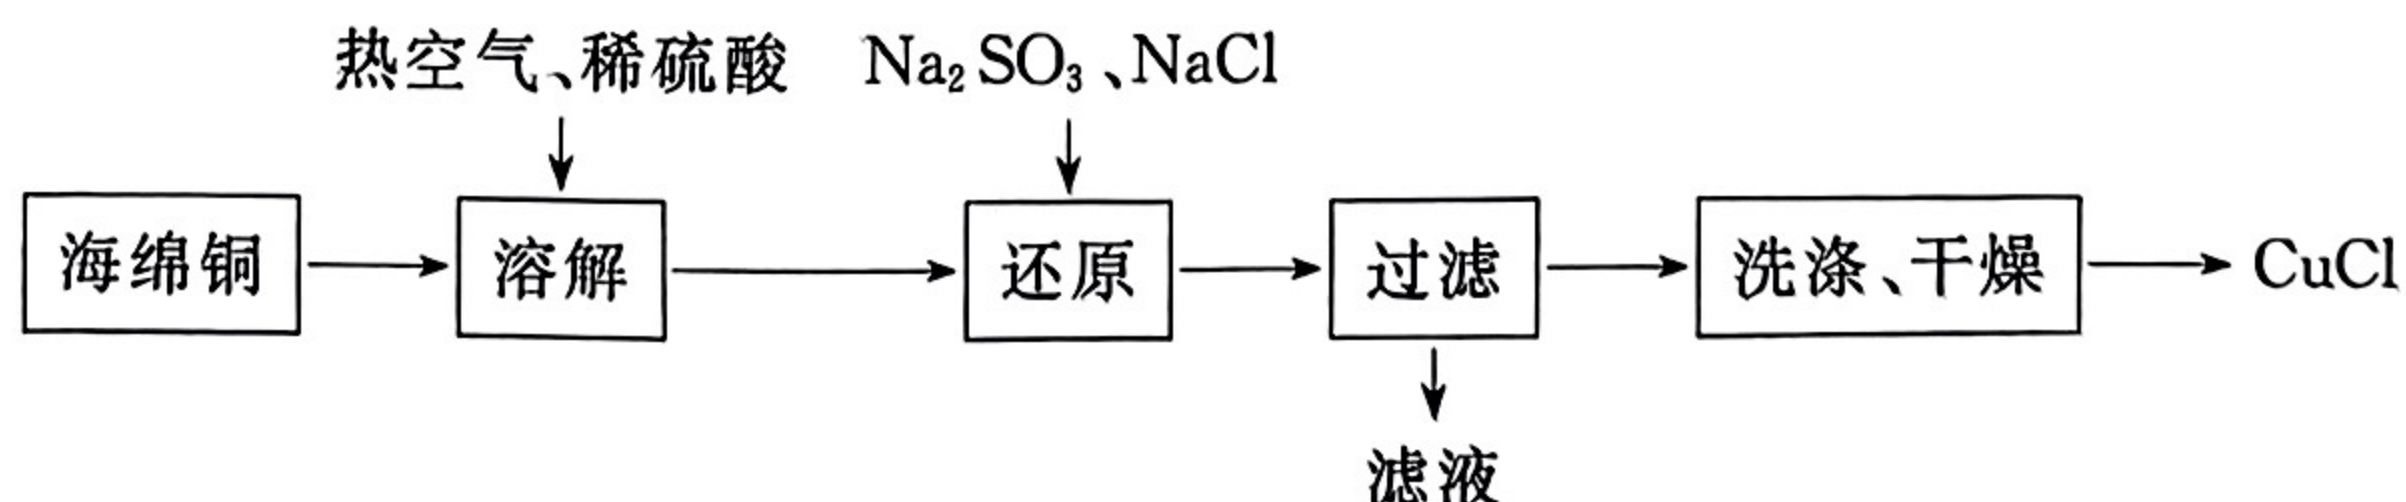 热空气、稀硫酸
Na₂SO₃、NaCl
海绵铜
溶解
还原
过滤
洗涤、干燥
CuCl
滤液